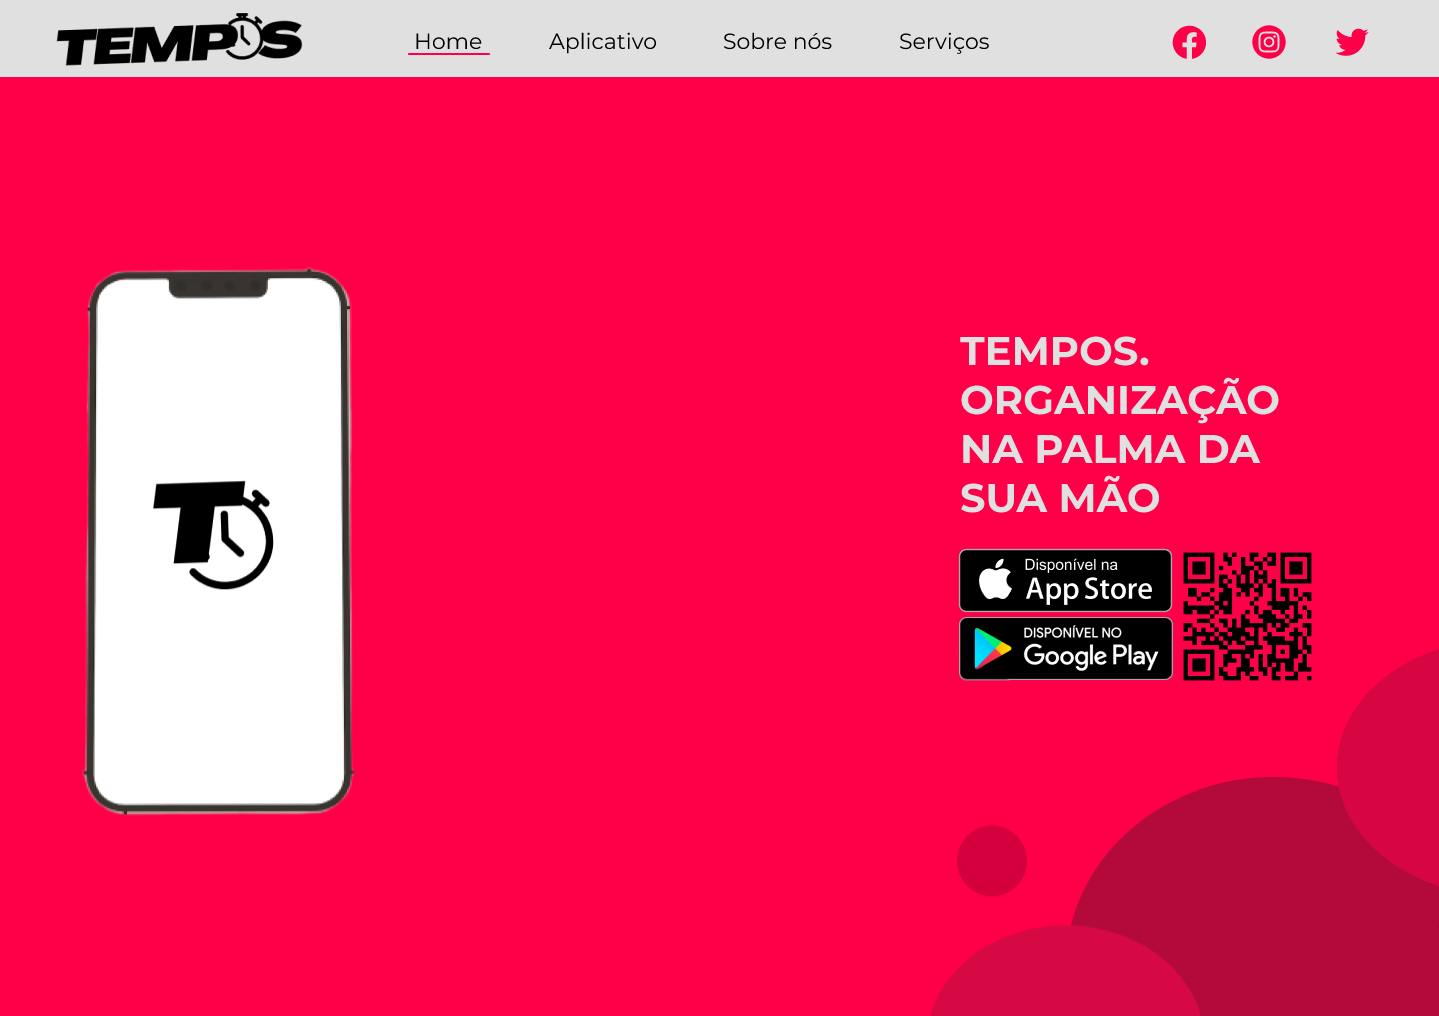 TEMPOS
Home
Aplicativo
Sobre nós
Serviços
T
TEMPOS.
ORGANIZAÇÃO
NA PALMA DA
SUA MÃO
Disponível na
App Store
DISPONÍVEL NO
Google Play